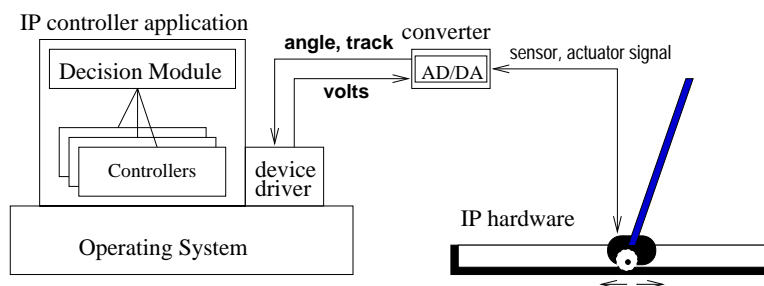 IP controller application
Decision Module
Controllers
device
driver
Operating System
angle, track
volts
converter
AD/DA
sensor, actuator signal
IP hardware